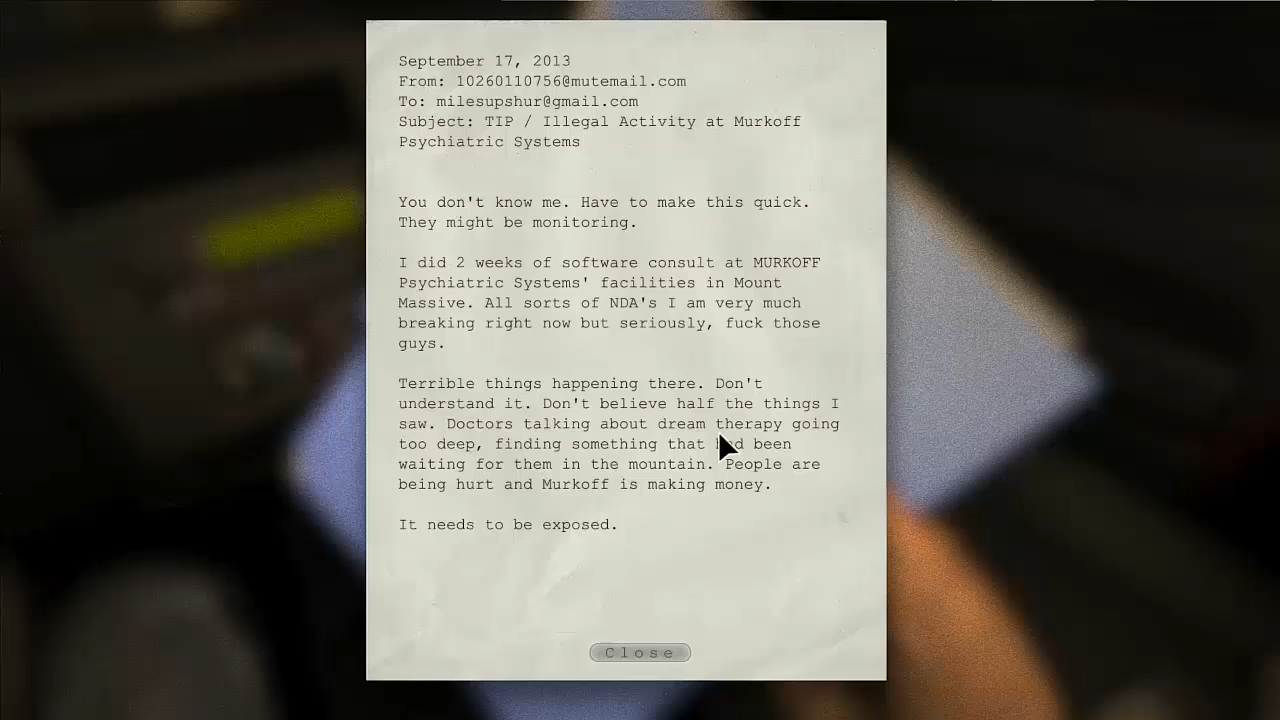 September 17, 2013
From: 10260110756@mutemail.com
To: milesupshur@gmail.com
Subject: TIP / Illegal Activity at Murkoff
Psychiatric Systems
You don't know me. Have to make this quick.
They might be monitoring.
I did 2 weeks of software consult at MURKOFF
Psychiatric Systems' facilities in Mount
Massive. All sorts of NDA's I am very much
breaking right now but seriously, fuck those
guys.
Terrible things happening there. Don't
understand it. Don't believe half the things I
saw. Doctors talking about dream therapy going
too deep, finding something that had been
waiting for them in the mountain. People are
being hurt and Murkoff is making money.
It needs to be exposed.
Close